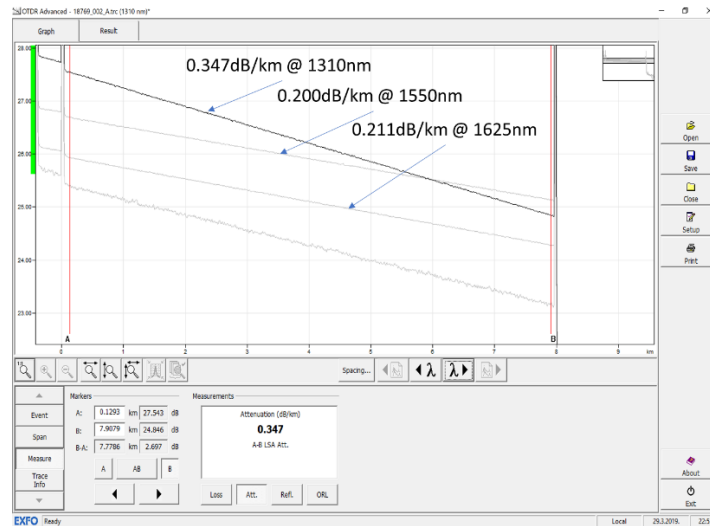 OTDR Advanced - 18769_002_A.trc (1310 nm)*
Graph
Result
28.00
27.00
26.00
25.00
24.00
23.00
0.347dB/km @ 1310nm
0.200dB/km @ 1550nm
0.211dB/km @ 1625nm
A
B
0 1 2 3 4 5 6 7 8 9 km
Open
Save
Close
Setup
Print
About
Exit
Spacing...
λ
λ
Event
Span
Measure
Trace
Info
Markers
A: 0.1293 km 27.543 dB
B: 7.9079 km 24.846 dB
B-A: 7.7786 km 2.697 dB
A
AB
B
Measurements
Attenuation (dB/km)
0.347
A-B LSA Att.
Loss
Att.
Refl.
ORL
EXFO Ready
Local
29.3.2019.